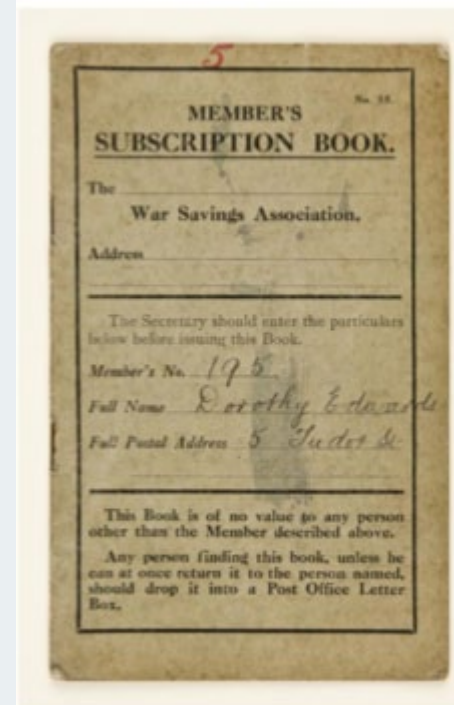 5
No.
MEMBER'S
SUBSCRIPTION BOOK.
The
War Savings Association.
Address
The Secretary should enter the particulars
below before issuing this Book.
Member's No. 195
Full Name Dorothy Edwards
Full Postal Address 5 Tudor St
This Book is of no value to any person
other than the Member described above.
Any person finding this book, unless he
can at once return it to the person named,
should drop it into a Post Office Letter
Box.